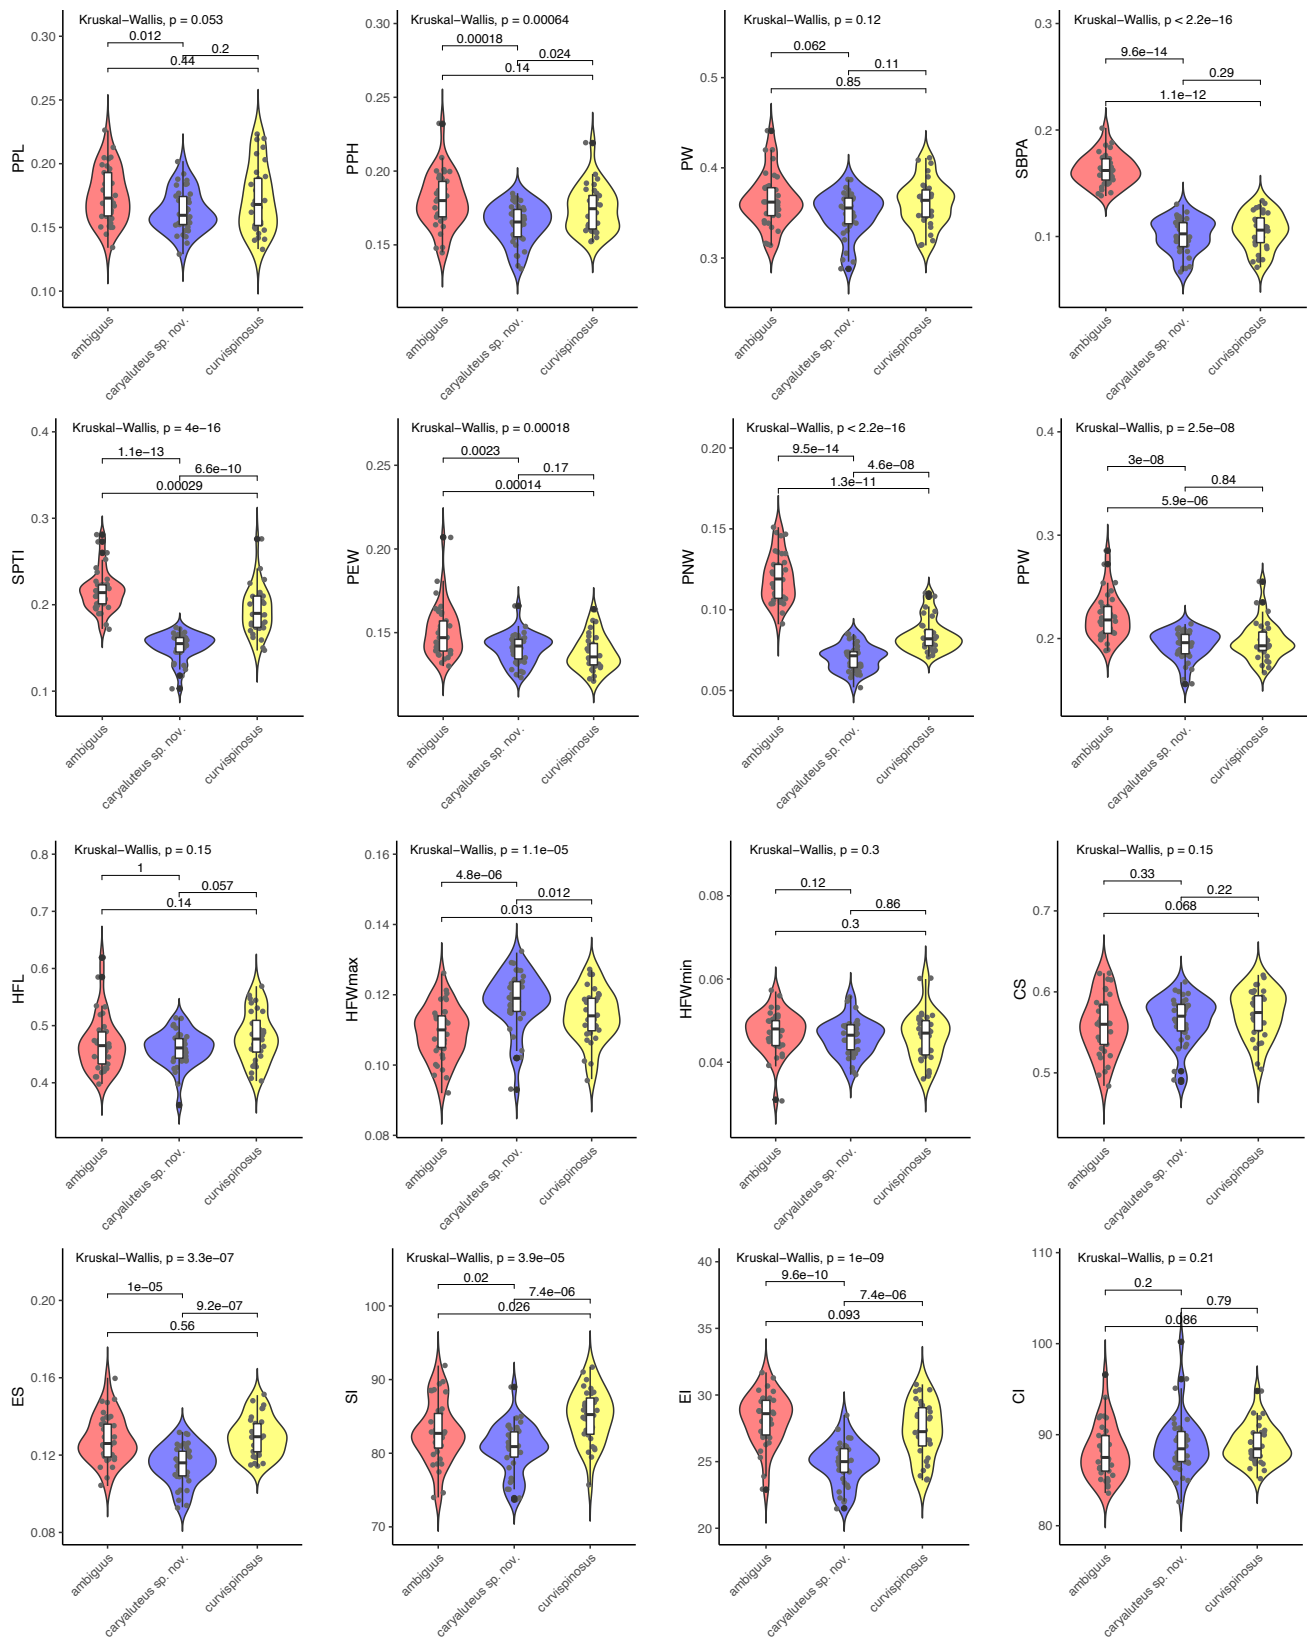 Kruskal−Wallis, p = 0.053
0.012
0.2
0.44
0.30
0.25
0.20
0.15
0.10
PPL
ambiguus
caryaluteus sp. nov.
curvispinosus
Kruskal−Wallis, p = 0.00064
0.00018
0.024
0.14
0.30
0.25
0.20
0.15
PPH
ambiguus
caryaluteus sp. nov.
curvispinosus
Kruskal−Wallis, p = 0.12
0.062
0.11
0.85
0.5
0.4
0.3
PW
ambiguus
caryaluteus sp. nov.
curvispinosus
Kruskal−Wallis, p < 2.2e−16
9.6e−14
0.29
1.1e−12
0.3
0.2
0.1
SBPA
ambiguus
caryaluteus sp. nov.
curvispinosus
Kruskal−Wallis, p = 4e−16
1.1e−13
6.6e−10
0.00029
0.4
0.3
0.2
0.1
SPTI
ambiguus
caryaluteus sp. nov.
curvispinosus
Kruskal−Wallis, p = 0.00018
0.0023
0.17
0.00014
0.25
0.20
0.15
PEW
ambiguus
caryaluteus sp. nov.
curvispinosus
Kruskal−Wallis, p < 2.2e−16
9.5e−14
4.6e−08
1.3e−11
0.20
0.15
0.10
0.05
PNW
ambiguus
caryaluteus sp. nov.
curvispinosus
Kruskal−Wallis, p = 2.5e−08
3e−08
0.84
5.9e−06
0.4
0.3
0.2
PPW
ambiguus
caryaluteus sp. nov.
curvispinosus
Kruskal−Wallis, p = 0.15
1
0.057
0.14
0.8
0.7
0.6
0.5
0.4
HFL
ambiguus
caryaluteus sp. nov.
curvispinosus
Kruskal−Wallis, p = 1.1e−05
4.8e−06
0.012
0.013
0.16
0.14
0.12
0.10
0.08
HFWmax
ambiguus
caryaluteus sp. nov.
curvispinosus
Kruskal−Wallis, p = 0.3
0.12
0.86
0.3
0.08
0.06
0.04
HFWmin
ambiguus
caryaluteus sp. nov.
curvispinosus
Kruskal−Wallis, p = 0.15
0.33
0.22
0.068
0.7
0.6
0.5
CS
ambiguus
caryaluteus sp. nov.
curvispinosus
Kruskal−Wallis, p = 3.3e−07
1e−05
9.2e−07
0.56
0.20
0.16
0.12
0.08
ES
ambiguus
caryaluteus sp. nov.
curvispinosus
Kruskal−Wallis, p = 3.9e−05
0.02
7.4e−06
0.026
100
90
80
70
SI
ambiguus
caryaluteus sp. nov.
curvispinosus
Kruskal−Wallis, p = 1e−09
9.6e−10
7.4e−06
0.093
40
35
30
25
20
EI
ambiguus
caryaluteus sp. nov.
curvispinosus
Kruskal−Wallis, p = 0.21
0.2
0.79
0.086
110
100
90
80
CI
ambiguus
caryaluteus sp. nov.
curvispinosus